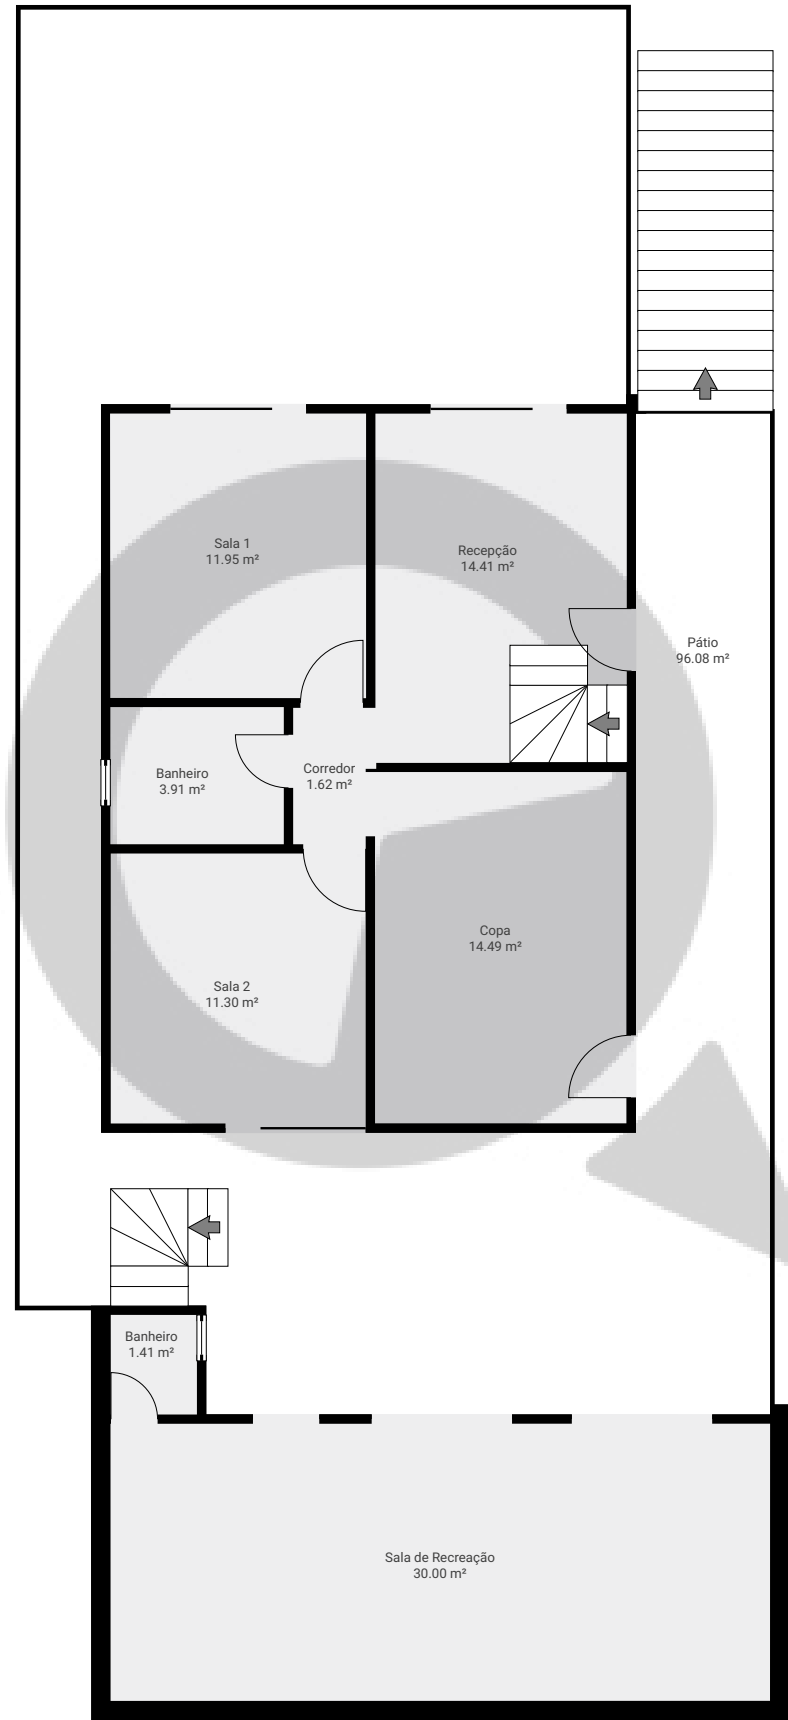 Sala 1
11.95 m²
Recepção
14.41 m²
Pátio
96.08 m²
Banheiro
3.91 m²
Corredor
1.62 m²
Copa
14.49 m²
Sala 2
11.30 m²
Banheiro
1.41 m²
Sala de Recreação
30.00 m²